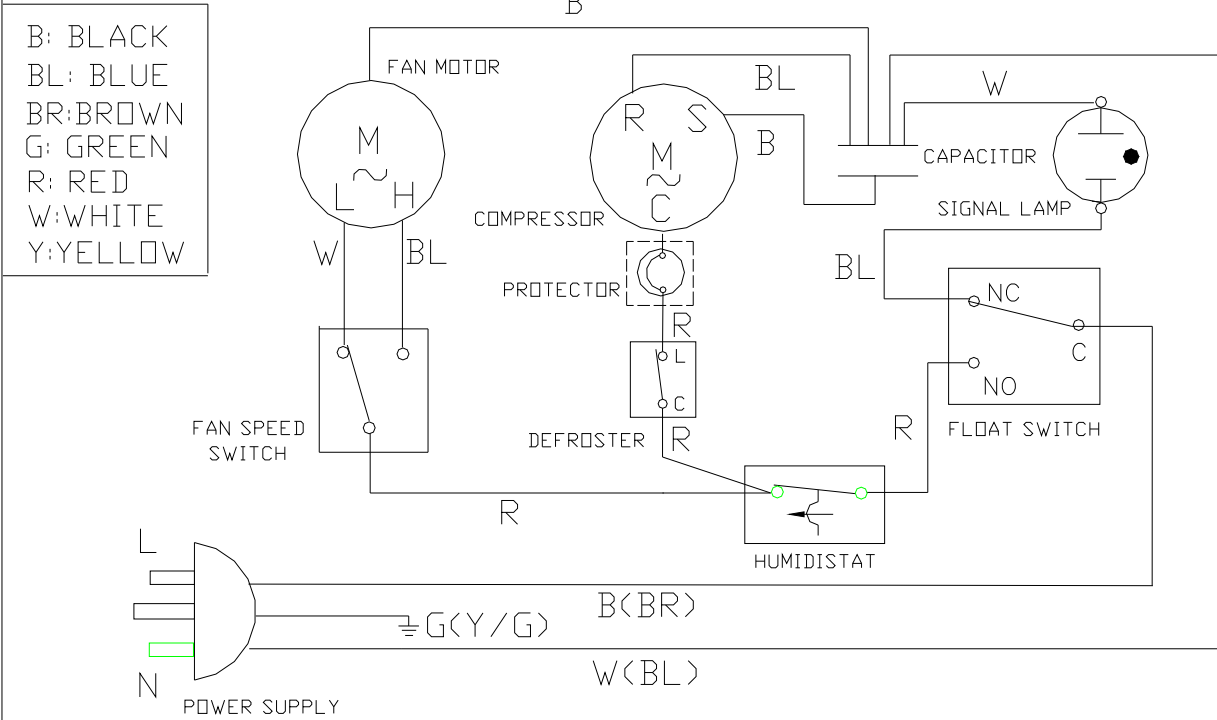 B: BLACK
BL: BLUE
BR:BROWN
G: GREEN
R: RED
W:WHITE
Y:YELLOW
B
FAN MOTOR
M
L H
W BL
FAN SPEED
SWITCH
R
BL
R S
M
C
B
COMPRESSOR
PROTECTOR
R
L
C
DEFROSTER
R
W
CAPACITOR
SIGNAL LAMP
BL
NC
C
NO
FLOAT SWITCH
R
HUMIDISTAT
L
B(BR)
G(Y/G)
N
W(BL)
POWER SUPPLY